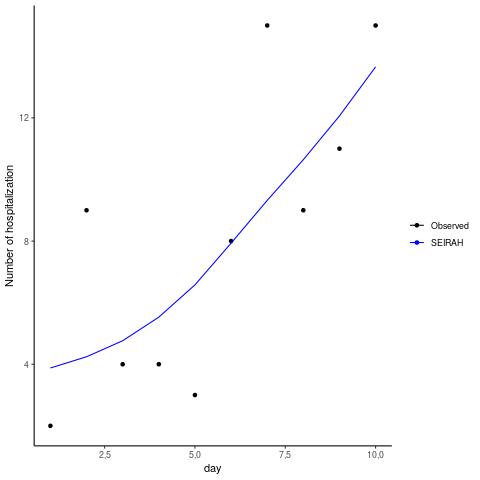 Number of hospitalization
12
8
4
2,5
5,0
7,5
10,0
day
Observed
SEIRAH